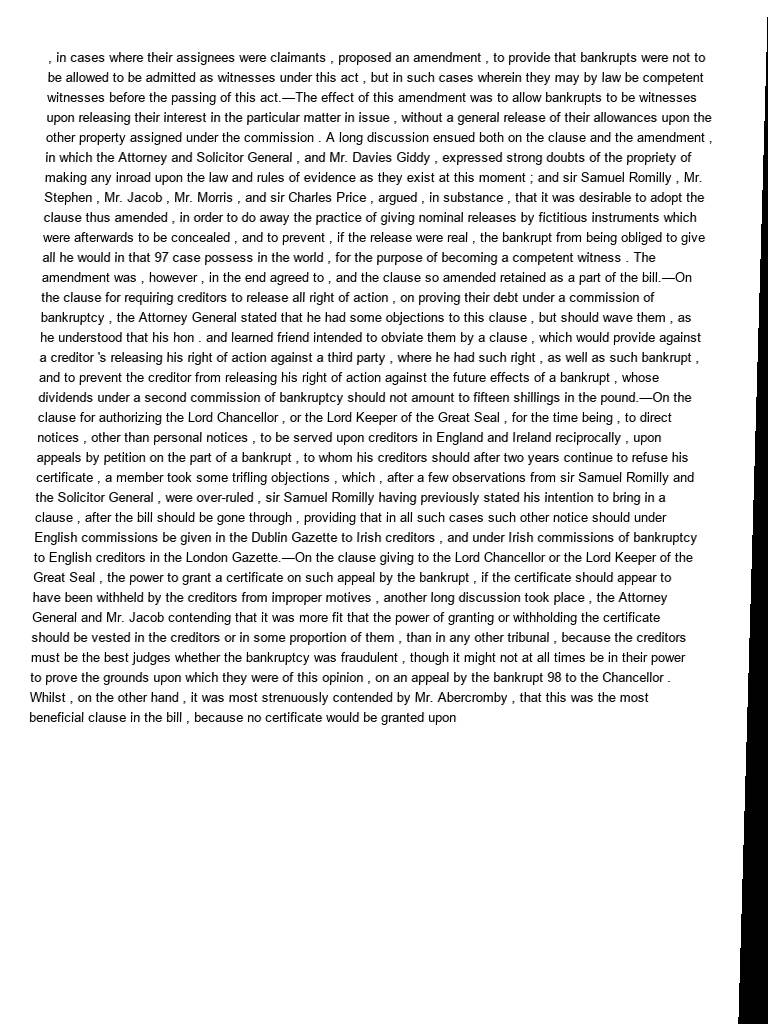 , in cases where their assignees were claimants , proposed an amendment , to provide that bankrupts were not to
be allowed to be admitted as witnesses under this act , but in such cases wherein they may by law be competent
witnesses before the passing of this act.—The effect of this amendment was to allow bankrupts to be witnesses
upon releasing their interest in the particular matter in issue , without a general release of their allowances upon the
other property assigned under the commission . A long discussion ensued both on the clause and the amendment ,
in which the Attorney and Solicitor General , and Mr. Davies Giddy , expressed strong doubts of the propriety of
making any inroad upon the law and rules of evidence as they exist at this moment ; and sir Samuel Romilly , Mr.
Stephen , Mr. Jacob , Mr. Morris , and sir Charles Price , argued , in substance , that it was desirable to adopt the
clause thus amended , in order to do away the practice of giving nominal releases by fictitious instruments which
were afterwards to be concealed , and to prevent , if the release were real , the bankrupt from being obliged to give
all he would in that 97 case possess in the world , for the purpose of becoming a competent witness . The
amendment was , however , in the end agreed to , and the clause so amended retained as a part of the bill.—On
the clause for requiring creditors to release all right of action , on proving their debt under a commission of
bankruptcy , the Attorney General stated that he had some objections to this clause , but should wave them , as
he understood that his hon . and learned friend intended to obviate them by a clause , which would provide against
a creditor 's releasing his right of action against a third party , where he had such right , as well as such bankrupt ,
and to prevent the creditor from releasing his right of action against the future effects of a bankrupt , whose
dividends under a second commission of bankruptcy should not amount to fifteen shillings in the pound.—On the
clause for authorizing the Lord Chancellor , or the Lord Keeper of the Great Seal , for the time being , to direct
notices , other than personal notices , to be served upon creditors in England and Ireland reciprocally , upon
appeals by petition on the part of a bankrupt , to whom his creditors should after two years continue to refuse his
certificate , a member took some trifling objections , which , after a few observations from sir Samuel Romilly and
the Solicitor General , were over-ruled , sir Samuel Romilly having previously stated his intention to bring in a
clause , after the bill should be gone through , providing that in all such cases such other notice should under
English commissions be given in the Dublin Gazette to Irish creditors , and under Irish commissions of bankruptcy
to English creditors in the London Gazette.—On the clause giving to the Lord Chancellor or the Lord Keeper of the
Great Seal , the power to grant a certificate on such appeal by the bankrupt , if the certificate should appear to
have been withheld by the creditors from improper motives , another long discussion took place , the Attorney
General and Mr. Jacob contending that it was more fit that the power of granting or withholding the certificate
should be vested in the creditors or in some proportion of them , than in any other tribunal , because the creditors
must be the best judges whether the bankruptcy was fraudulent , though it might not at all times be in their power
to prove the grounds upon which they were of this opinion , on an appeal by the bankrupt 98 to the Chancellor .
Whilst , on the other hand , it was most strenuously contended by Mr. Abercromby , that this was the most
beneficial clause in the bill , because no certificate would be granted upon